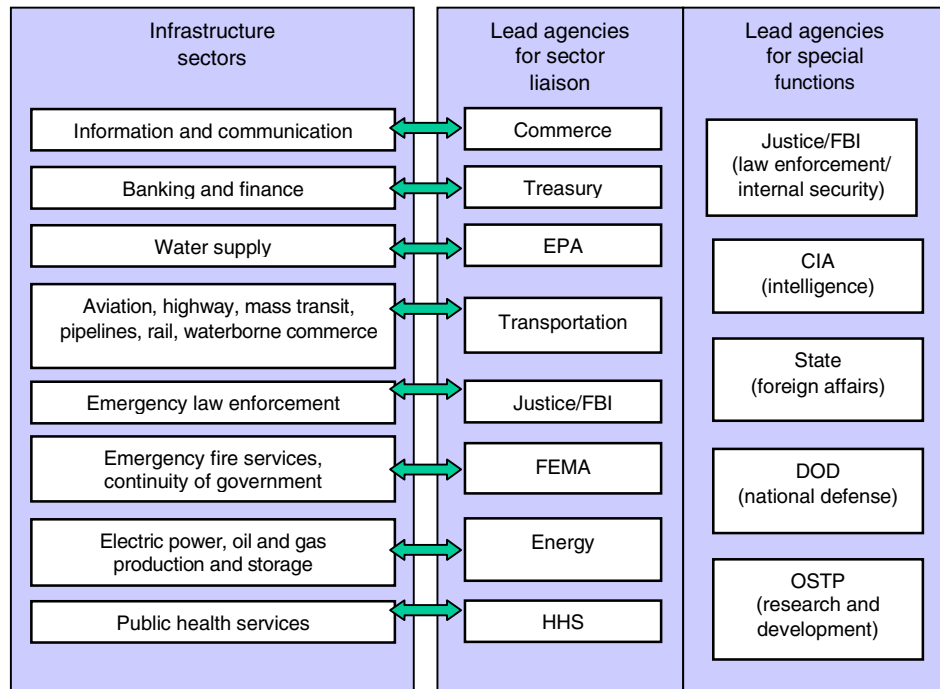 Infrastructure
sectors
Information and communication
Banking and finance
Water supply
Aviation, highway, mass transit,
pipelines, rail, waterborne commerce
Emergency law enforcement
Emergency fire services,
continuity of government
Electric power, oil and gas
production and storage
Public health services
Lead agencies
for sector
liaison
Commerce
Treasury
EPA
Transportation
Justice/FBI
FEMA
Energy
HHS
Lead agencies
for special
functions
Justice/FBI
(law enforcement/
internal security)
CIA
(intelligence)
State
(foreign affairs)
DOD
(national defense)
OSTP
(research and
development)